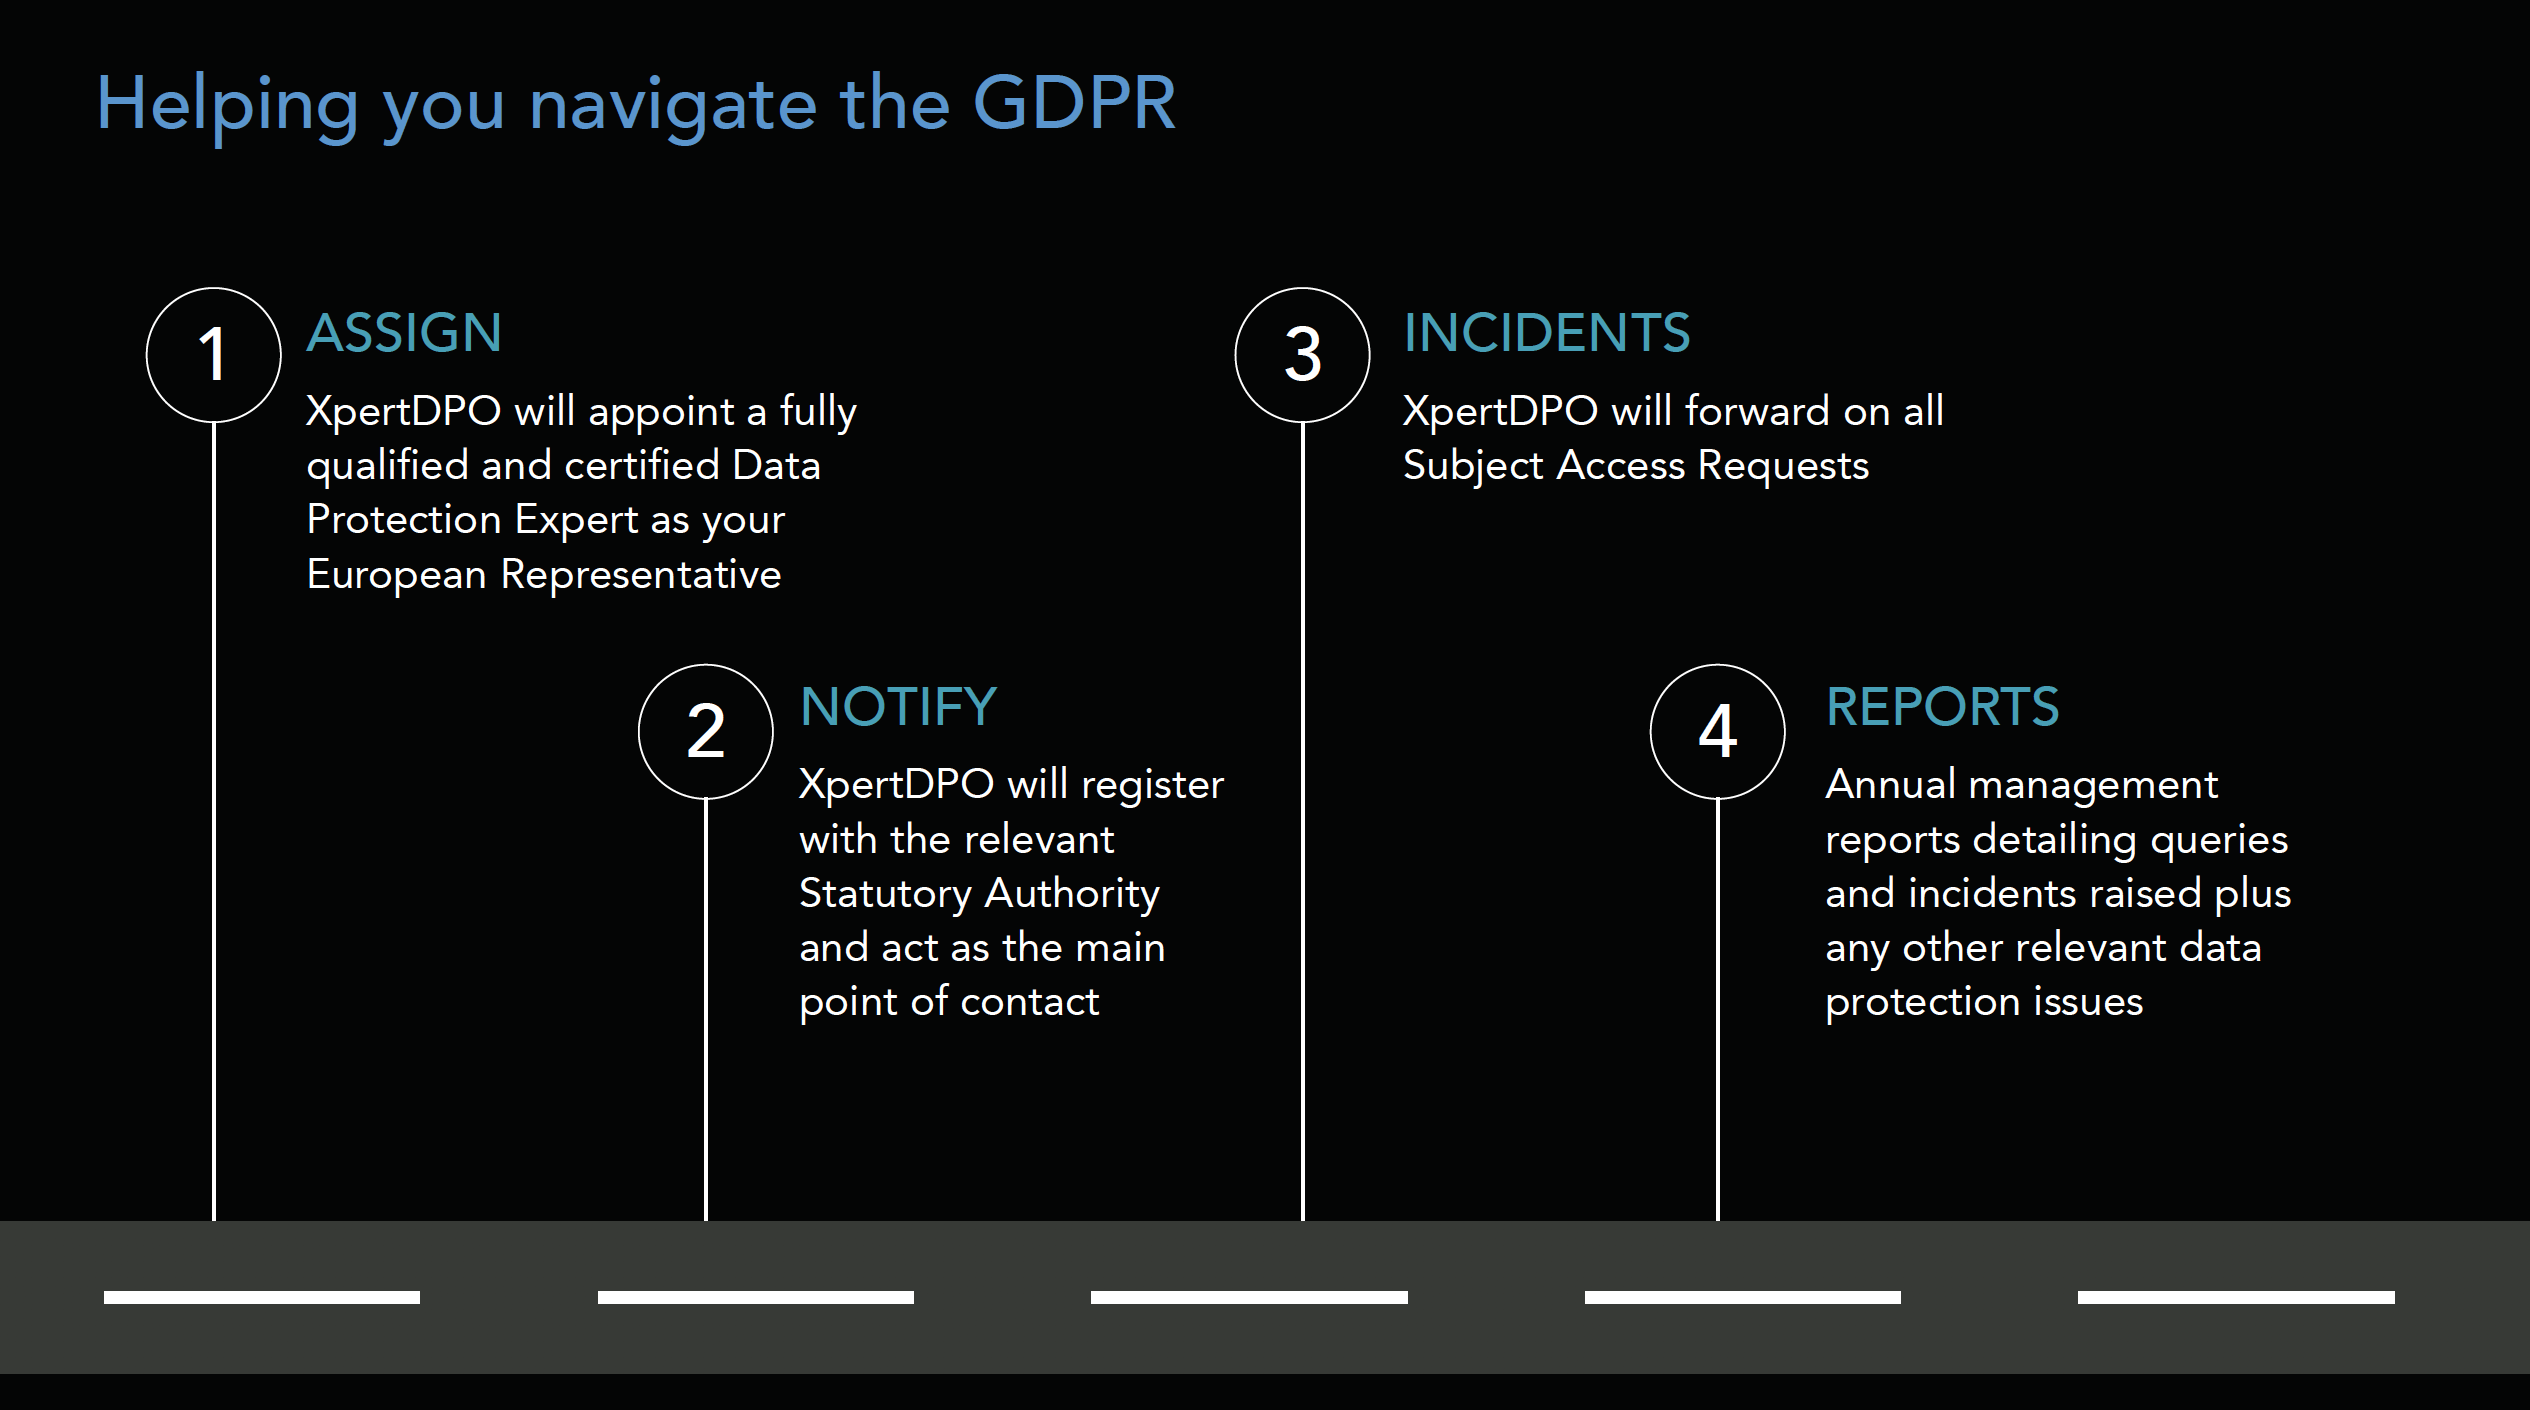 Helping you navigate the GDPR
1
ASSIGN
XpertDPO will appoint a fully
qualified and certified Data
Protection Expert as your
European Representative
2
NOTIFY
XpertDPO will register
with the relevant
Statutory Authority
and act as the main
point of contact
3
INCIDENTS
XpertDPO will forward on all
Subject Access Requests
4
REPORTS
Annual management
reports detailing queries
and incidents raised plus
any other relevant data
protection issues